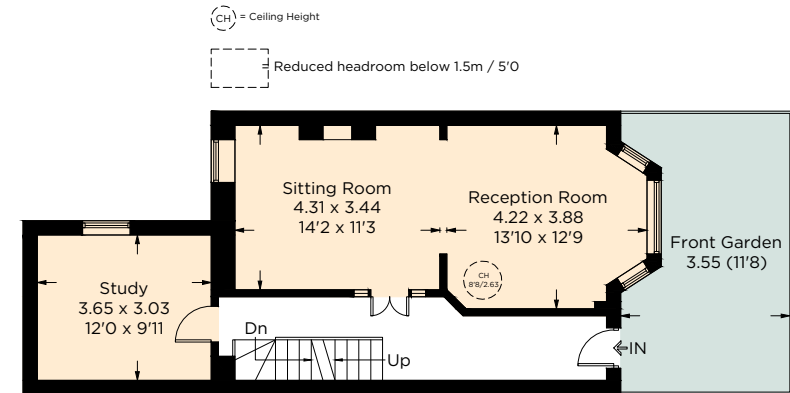 CH = Ceiling Height
= Reduced headroom below 1.5m / 5'0
Sitting Room
4.31 x 3.44
14'2 x 11'3
Reception Room
4.22 x 3.88
13'10 x 12'9
Front Garden
3.55 (11'8)
CH
8'8/2.63
Study
3.65 x 3.03
12'0 x 9'11
Dn
Up
IN